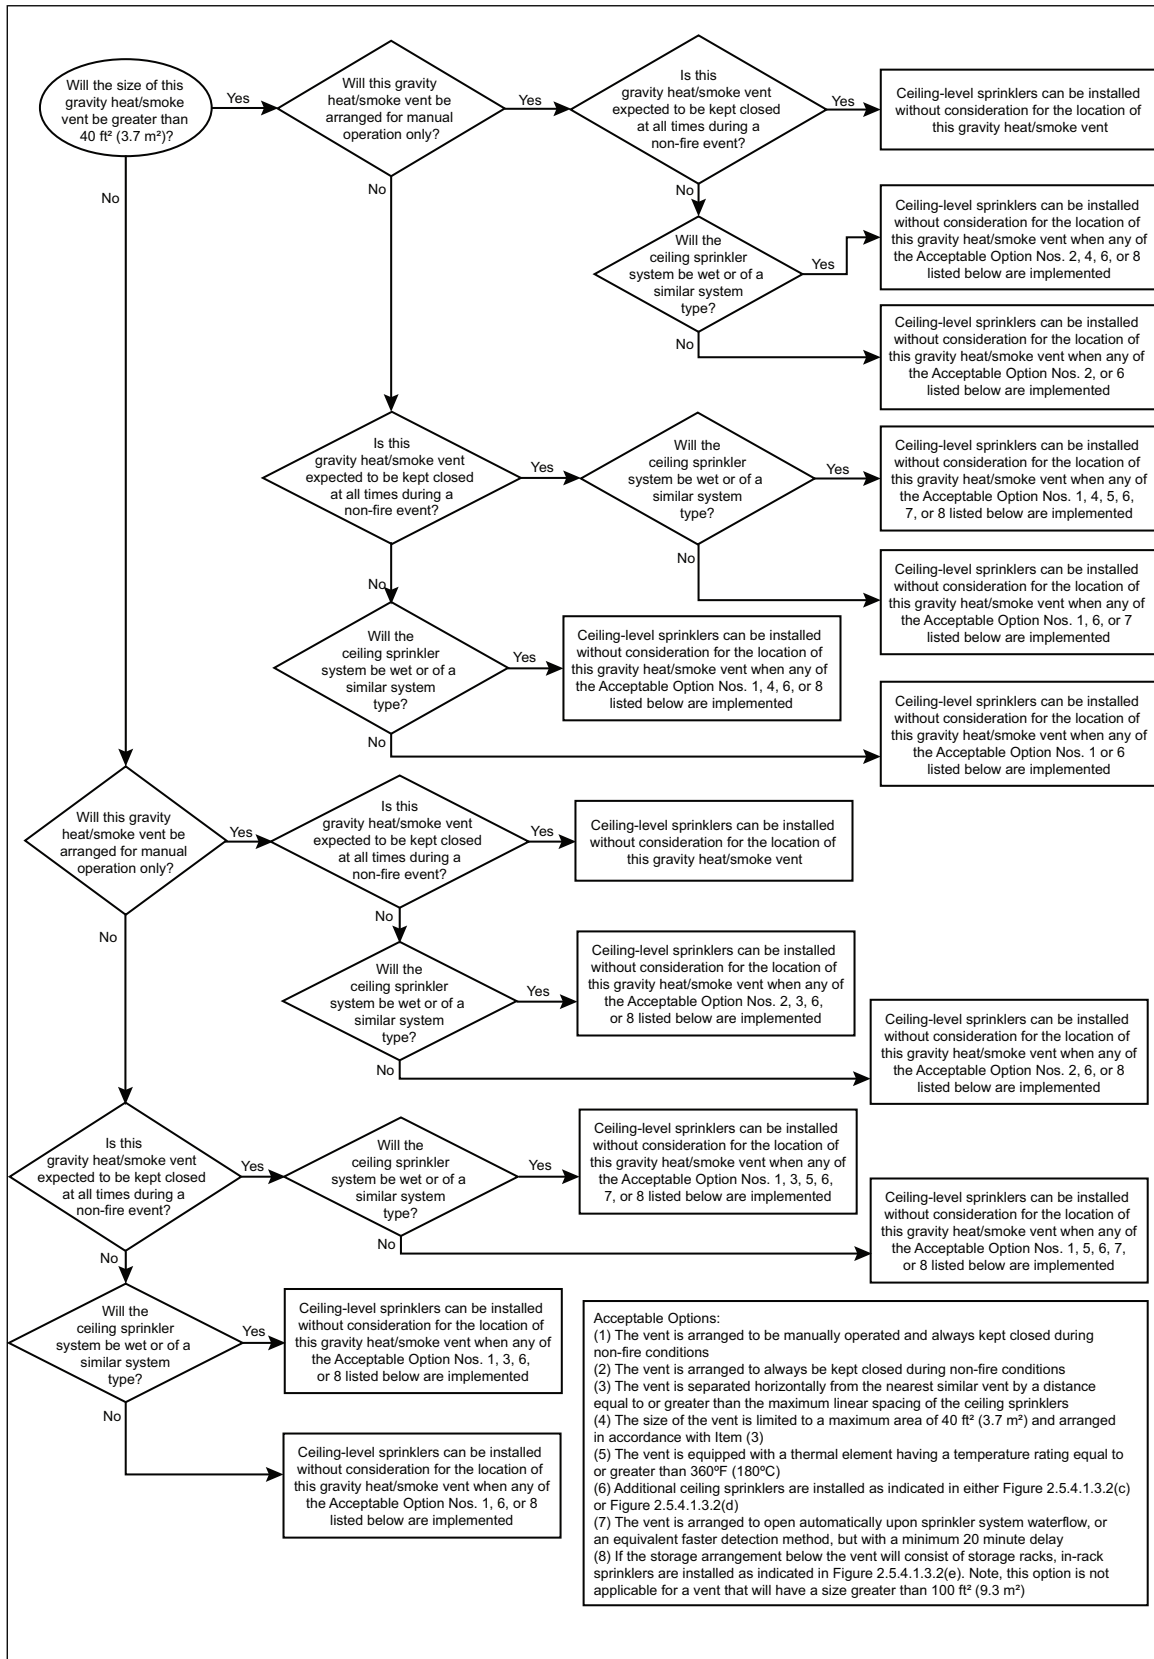 Will the size of this
gravity heat/smoke
vent be greater than
40 ft² (3.7 m²)?
Yes
No
Will this gravity
heat/smoke vent be
arranged for manual
operation only?
Yes
No
Is this
gravity heat/smoke vent
expected to be kept closed
at all times during a
non-fire event?
Yes
No
Ceiling-level sprinklers can be installed
without consideration for the location of
this gravity heat/smoke vent
Will the
ceiling sprinkler
system be wet or of a
similar system
type?
Yes
No
Ceiling-level sprinklers can be installed
without consideration for the location of
this gravity heat/smoke vent when any of
the Acceptable Option Nos. 2, 4, 6, or 8
listed below are implemented
Ceiling-level sprinklers can be installed
without consideration for the location of
this gravity heat/smoke vent when any of
the Acceptable Option Nos. 2, or 6
listed below are implemented
Is this
gravity heat/smoke vent
expected to be kept closed
at all times during a
non-fire event?
Yes
No
Will the
ceiling sprinkler
system be wet or of a
similar system
type?
Yes
No
Ceiling-level sprinklers can be installed
without consideration for the location of
this gravity heat/smoke vent when any of
the Acceptable Option Nos. 1, 4, 5, 6,
7, or 8 listed below are implemented
Ceiling-level sprinklers can be installed
without consideration for the location of
this gravity heat/smoke vent when any of
the Acceptable Option Nos. 1, 6, or 7
listed below are implemented
Will the
ceiling sprinkler
system be wet or of a
similar system
type?
Yes
No
Ceiling-level sprinklers can be installed
without consideration for the location of
this gravity heat/smoke vent when any of
the Acceptable Option Nos. 1, 4, 6, or 8
listed below are implemented
Ceiling-level sprinklers can be installed
without consideration for the location of
this gravity heat/smoke vent when any of
the Acceptable Option Nos. 1 or 6
listed below are implemented
Will this gravity
heat/smoke vent be
arranged for manual
operation only?
Yes
No
Is this
gravity heat/smoke vent
expected to be kept closed
at all times during a
non-fire event?
Yes
No
Ceiling-level sprinklers can be installed
without consideration for the location of
this gravity heat/smoke vent
Will the
ceiling sprinkler
system be wet or of a
similar system
type?
Yes
No
Ceiling-level sprinklers can be installed
without consideration for the location of
this gravity heat/smoke vent when any of
the Acceptable Option Nos. 2, 3, 6,
or 8 listed below are implemented
Ceiling-level sprinklers can be installed
without consideration for the location of
this gravity heat/smoke vent when any of
the Acceptable Option Nos. 2, 6, or 8
listed below are implemented
Is this
gravity heat/smoke vent
expected to be kept closed
at all times during a
non-fire event?
Yes
No
Will the
ceiling sprinkler
system be wet or of a
similar system
type?
Yes
No
Ceiling-level sprinklers can be installed
without consideration for the location of
this gravity heat/smoke vent when any of
the Acceptable Option Nos. 1, 3, 5, 6,
7, or 8 listed below are implemented
Ceiling-level sprinklers can be installed
without consideration for the location of
this gravity heat/smoke vent when any of
the Acceptable Option Nos. 1, 5, 6, 7,
or 8 listed below are implemented
Will the
ceiling sprinkler
system be wet or of a
similar system
type?
Yes
No
Ceiling-level sprinklers can be installed
without consideration for the location of
this gravity heat/smoke vent when any of
the Acceptable Option Nos. 1, 3, 6,
or 8 listed below are implemented
Ceiling-level sprinklers can be installed
without consideration for the location of
this gravity heat/smoke vent when any of
the Acceptable Option Nos. 1, 6, or 8
listed below are implemented
Acceptable Options:
(1) The vent is arranged to be manually operated and always kept closed during
non-fire conditions
(2) The vent is arranged to always be kept closed during non-fire conditions
(3) The vent is separated horizontally from the nearest similar vent by a distance
equal to or greater than the maximum linear spacing of the ceiling sprinklers
(4) The size of the vent is limited to a maximum area of 40 ft² (3.7 m²) and arranged
in accordance with Item (3)
(5) The vent is equipped with a thermal element having a temperature rating equal to
or greater than 360ºF (180ºC)
(6) Additional ceiling sprinklers are installed as indicated in either Figure 2.5.4.1.3.2(c)
or Figure 2.5.4.1.3.2(d)
(7) The vent is arranged to open automatically upon sprinkler system waterflow, or
an equivalent faster detection method, but with a minimum 20 minute delay
(8) If the storage arrangement below the vent will consist of storage racks, in-rack
sprinklers are installed as indicated in Figure 2.5.4.1.3.2(e). Note, this option is not
applicable for a vent that will have a size greater than 100 ft² (9.3 m²)